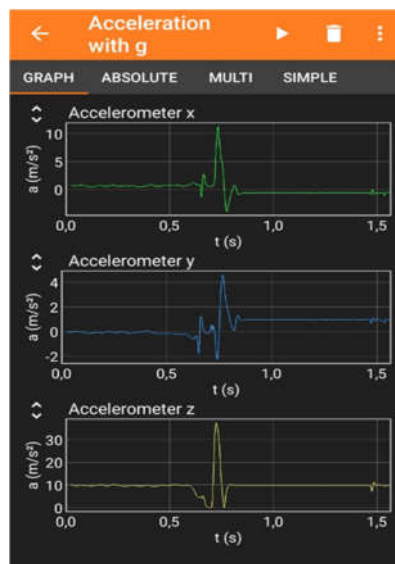 Acceleration
with g
GRAPH ABSOLUTE MULTI SIMPLE
Accelerometer x
a (m/s²)
10
5
0
0,0 0,5 1,0 1,5
t (s)
Accelerometer y
a (m/s²)
4
2
0
-2
0,0 0,5 1,0 1,5
t (s)
Accelerometer z
a (m/s²)
30
20
10
0
0,0 0,5 1,0 1,5
t (s)